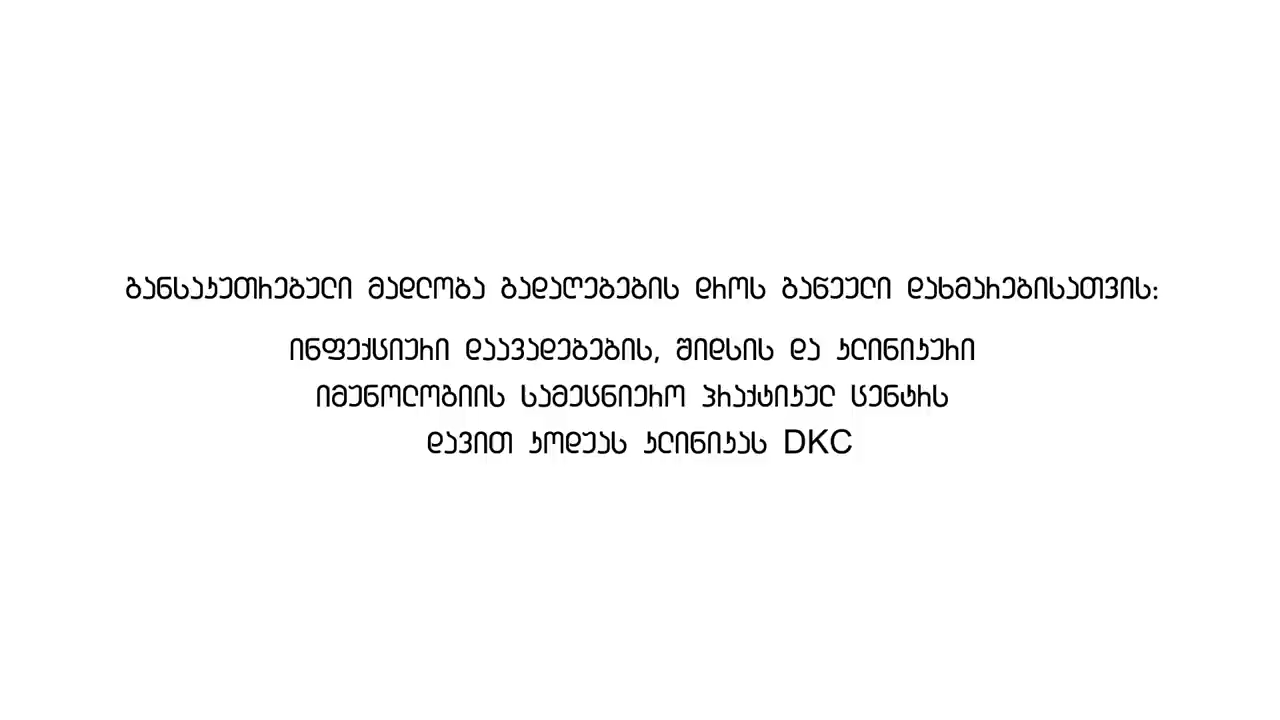 განსაკუთრებული მადლობა გადაღებების დროს გაწეული დახმარებისათვის:
ინფექციური დაავადებების, შიდსის და კლინიკური
იმუნოლოგიის სამეცნიერო პრაქტიკულ ცენტრს
დავით კოდუას კლინიკას DKC